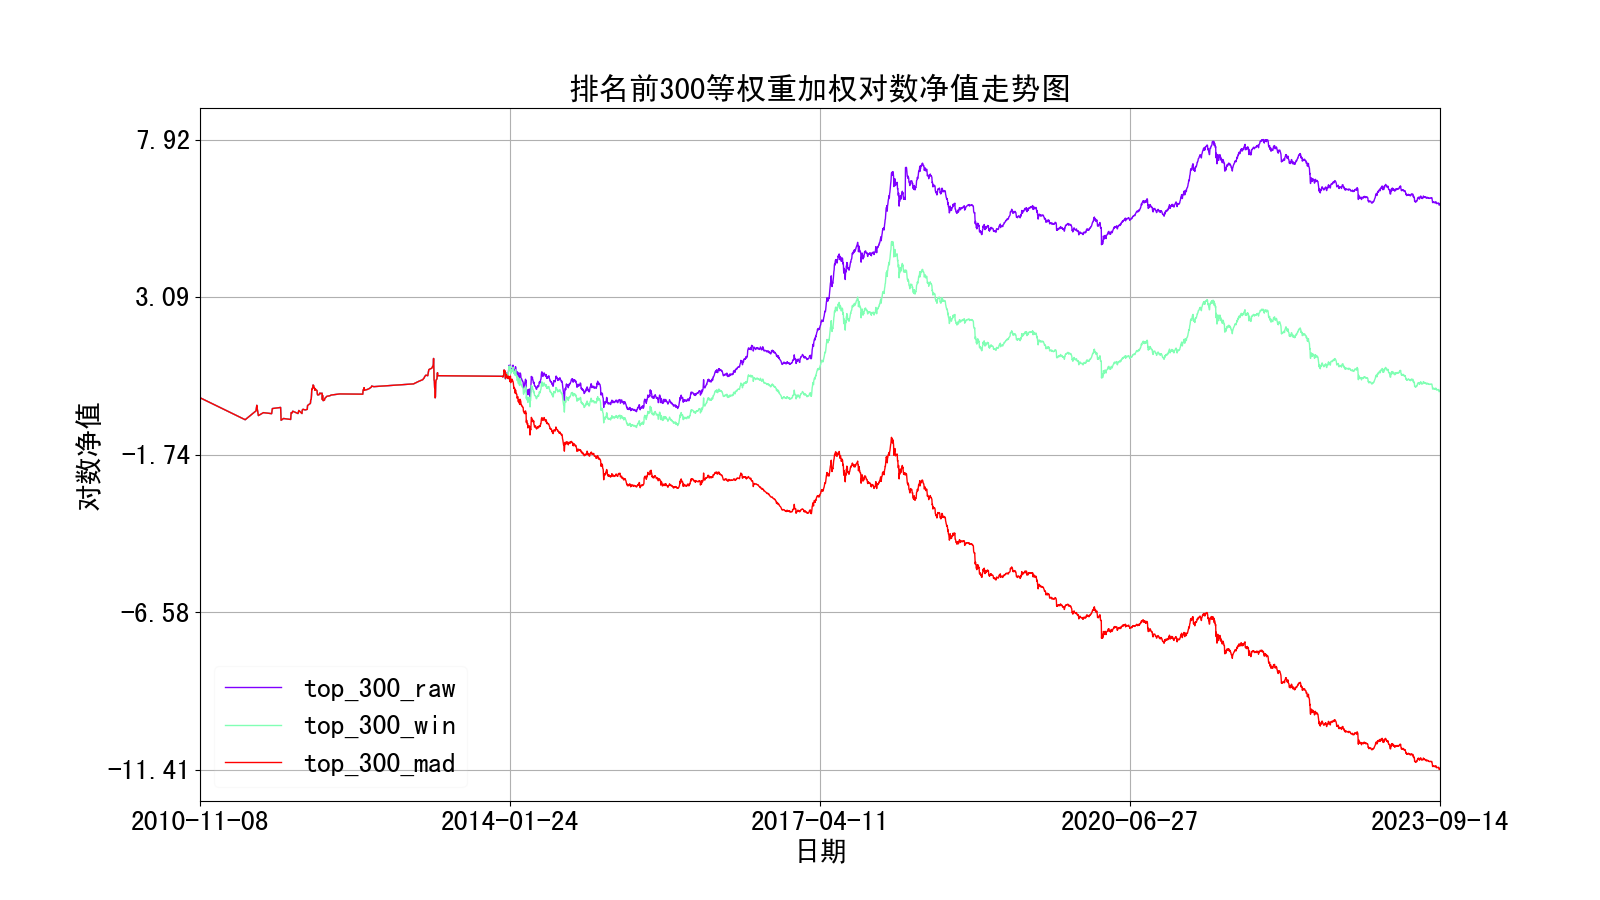 排名前300等权重加权对数净值走势图
7.92
3.09
-1.74
-6.58
-11.41
对数净值
top_300_raw
top_300_win
top_300_mad
2010-11-08
2014-01-24
2017-04-11
2020-06-27
2023-09-14
日期